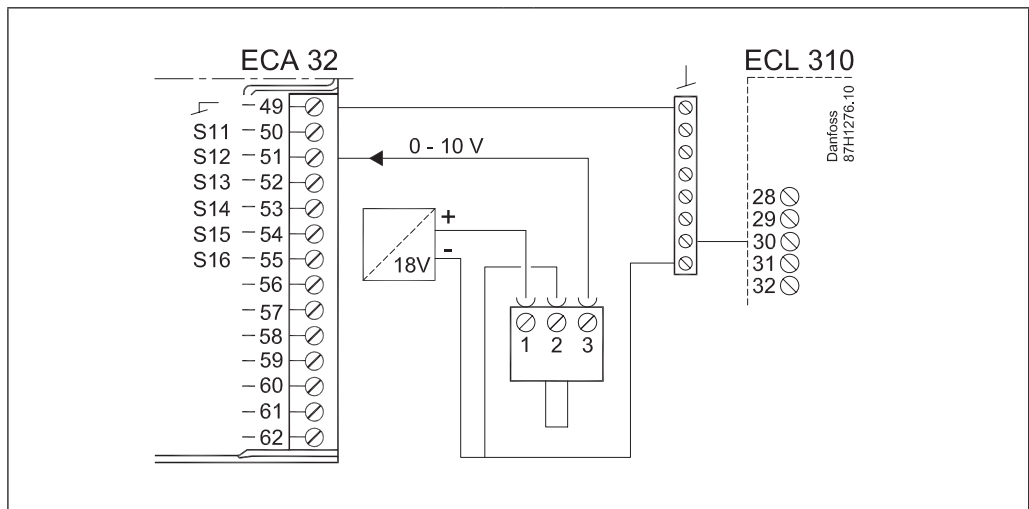 ECA 32
ECL 310
49
S11 50
S12 51
S13 52
S14 53
S15 54
S16 55
56
57
58
59
60
61
62
0 - 10 V
+
-
18V
1 2 3
Danfoss
87H1276.10
28
29
30
31
32